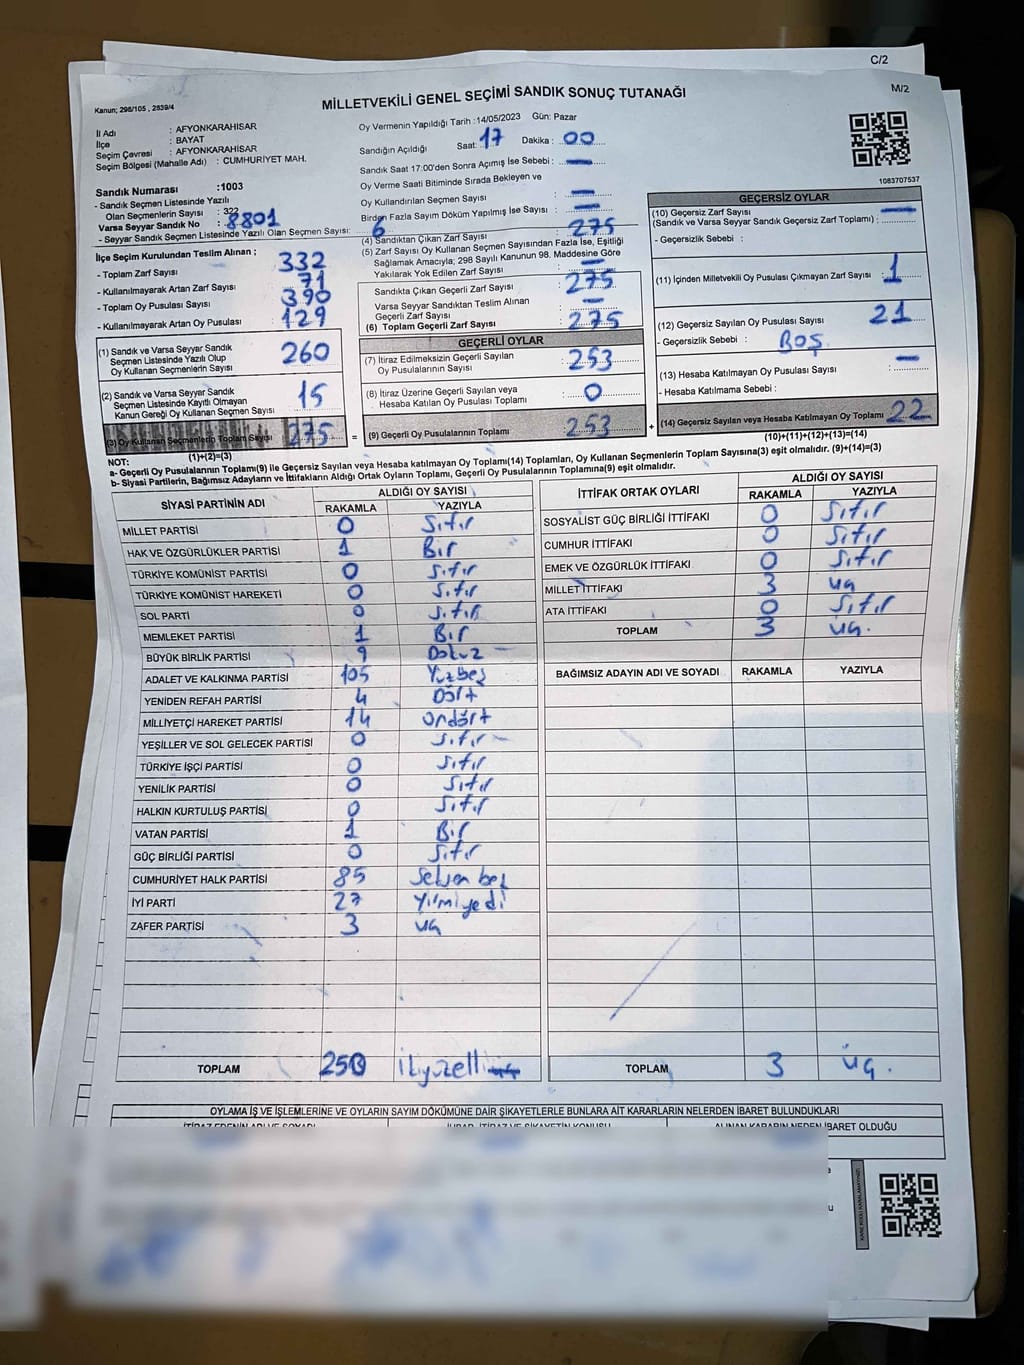 C/2
M/2
Kanun; 298/105 , 2839/4
MİLLETVEKİLİ GENEL SEÇİMİ SANDIK SONUÇ TUTANAĞI
İl Adı : AFYONKARAHİSAR
İlçe : BAYAT
Seçim Çevresi : AFYONKARAHİSAR
Seçim Bölgesi (Mahalle Adı) : CUMHURİYET MAH.
Sandık Numarası :1003
- Sandık Seçmen Listesinde Yazılı
Olan Seçmenlerin Sayısı : 322
Varsa Seyyar Sandık No : 8801
- Seyyar Sandık Seçmen Listesinde Yazılı Olan Seçmen Sayısı: 6
Oy Vermenin Yapıldığı Tarih :14/05/2023 Gün: Pazar
Sandığın Açıldığı Saat: 17 Dakika : 00
Sandık Saat 17:00'den Sonra Açımış İse Sebebi : —
Oy Verme Saati Bitiminde Sırada Bekleyen ve
Oy Kullandırılan Seçmen Sayısı : —
Birden Fazla Sayım Döküm Yapılmış İse Sayısı : —
1083707537
İlçe Seçim Kurulundan Teslim Alınan ;
- Toplam Zarf Sayısı : 332
- Kullanılmayarak Artan Zarf Sayısı : 71
- Toplam Oy Pusulası Sayısı : 390
- Kullanılmayarak Artan Oy Pusulası : 129
(4) Sandıktan Çıkan Zarf Sayısı : 275
(5) Zarf Sayısı Oy Kullanan Seçmen Sayısından Fazla İse, Eşitliği
Sağlamak Amacıyla; 298 Sayılı Kanunun 98. Maddesine Göre
Yakılarak Yok Edilen Zarf Sayısı : —
Sandıkta Çıkan Geçerli Zarf Sayısı : 275
Varsa Seyyar Sandıktan Teslim Alınan
Geçerli Zarf Sayısı : —
(6) Toplam Geçerli Zarf Sayısı : 275
GEÇERSİZ OYLAR
(10) Geçersiz Zarf Sayısı
(Sandık ve Varsa Seyyar Sandık Geçersiz Zarf Toplamı) : —
- Geçersizlik Sebebi :
(11) İçinden Milletvekili Oy Pusulası Çıkmayan Zarf Sayısı : 1
(12) Geçersiz Sayılan Oy Pusulası Sayısı : 21
- Geçersizlik Sebebi : BOŞ
(13) Hesaba Katılmayan Oy Pusulası Sayısı : —
- Hesaba Katılmama Sebebi :
(14) Geçersiz Sayılan veya Hesaba Katılmayan Oy Toplamı 22
(10)+(11)+(12)+(13)=(14)
(1) Sandık ve Varsa Seyyar Sandık
Seçmen Listesinde Yazılı Olup
Oy Kullanan Seçmenlerin Sayısı : 260
(2) Sandık ve Varsa Seyyar Sandık
Seçmen Listesinde Kayıtlı Olmayan
Kanun Gereği Oy Kullanan Seçmen Sayısı : 15
(3) Oy Kullanan Seçmenlerin Toplam Sayısı : 275
(1)+(2)=(3)
GEÇERLİ OYLAR
(7) İtiraz Edilmeksizin Geçerli Sayılan
Oy Pusulalarının Sayısı : 253
(8) İtiraz Üzerine Geçerli Sayılan veya
Hesaba Katılan Oy Pusulası Toplamı : 0
= (9) Geçerli Oy Pusulalarının Toplamı : 253 +
NOT:
a- Geçerli Oy Pusulalarının Toplamı(9) ile Geçersiz Sayılan veya Hesaba katılmayan Oy Toplamı(14) Toplamları, Oy Kullanan Seçmenlerin Toplam Sayısına(3) eşit olmalıdır. (9)+(14)=(3)
b- Siyasi Partilerin, Bağımsız Adayların ve İttifakların Aldığı Ortak Oyların Toplamı, Geçerli Oy Pusulalarının Toplamına(9) eşit olmalıdır.
SİYASİ PARTİNİN ADI ALDIĞI OY SAYISI
RAKAMLA YAZIYLA
MİLLET PARTİSİ 0 Sıfır
HAK VE ÖZGÜRLÜKLER PARTİSİ 1 Bir
TÜRKİYE KOMÜNİST PARTİSİ 0 Sıfır
TÜRKİYE KOMÜNİST HAREKETİ 0 Sıfır
SOL PARTİ 0 Sıfır
MEMLEKET PARTİSİ 1 Bir
BÜYÜK BİRLİK PARTİSİ 9 Dokuz
ADALET VE KALKINMA PARTİSİ 105 Yüzbeş
YENİDEN REFAH PARTİSİ 4 Dört
MİLLİYETÇİ HAREKET PARTİSİ 14 Ondört
YEŞİLLER VE SOL GELECEK PARTİSİ 0 Sıfır
TÜRKİYE İŞÇİ PARTİSİ 0 Sıfır
YENİLİK PARTİSİ 0 Sıfır
HALKIN KURTULUŞ PARTİSİ 0 Sıfır
VATAN PARTİSİ 1 Bir
GÜÇ BİRLİĞİ PARTİSİ 0 Sıfır
CUMHURİYET HALK PARTİSİ 85 Seksen beş
İYİ PARTİ 27 Yirmiyedi
ZAFER PARTİSİ 3 Üç
TOPLAM 250 İkiyüzelli
İTTİFAK ORTAK OYLARI ALDIĞI OY SAYISI
RAKAMLA YAZIYLA
SOSYALİST GÜÇ BİRLİĞİ İTTİFAKI 0 Sıfır
CUMHUR İTTİFAKI 0 Sıfır
EMEK VE ÖZGÜRLÜK İTTİFAKI 0 Sıfır
MİLLET İTTİFAKI 3 üç
ATA İTTİFAKI 0 Sıfır
TOPLAM 3 üç.
BAĞIMSIZ ADAYIN ADI VE SOYADI RAKAMLA YAZIYLA
TOPLAM 3 üç.
OYLAMA İŞ VE İŞLEMLERİNE VE OYLARIN SAYIM DÖKÜMÜNE DAİR ŞİKAYETLERLE BUNLARA AİT KARARLARIN NELERDEN İBARET BULUNDUKLARI
İTİRAZ EDENİN ADI VE SOYADI İHBAR, İTİRAZ VE ŞİKAYETİN KONUSU ALINAN KARARIN NEDEN İBARET OLDUĞU